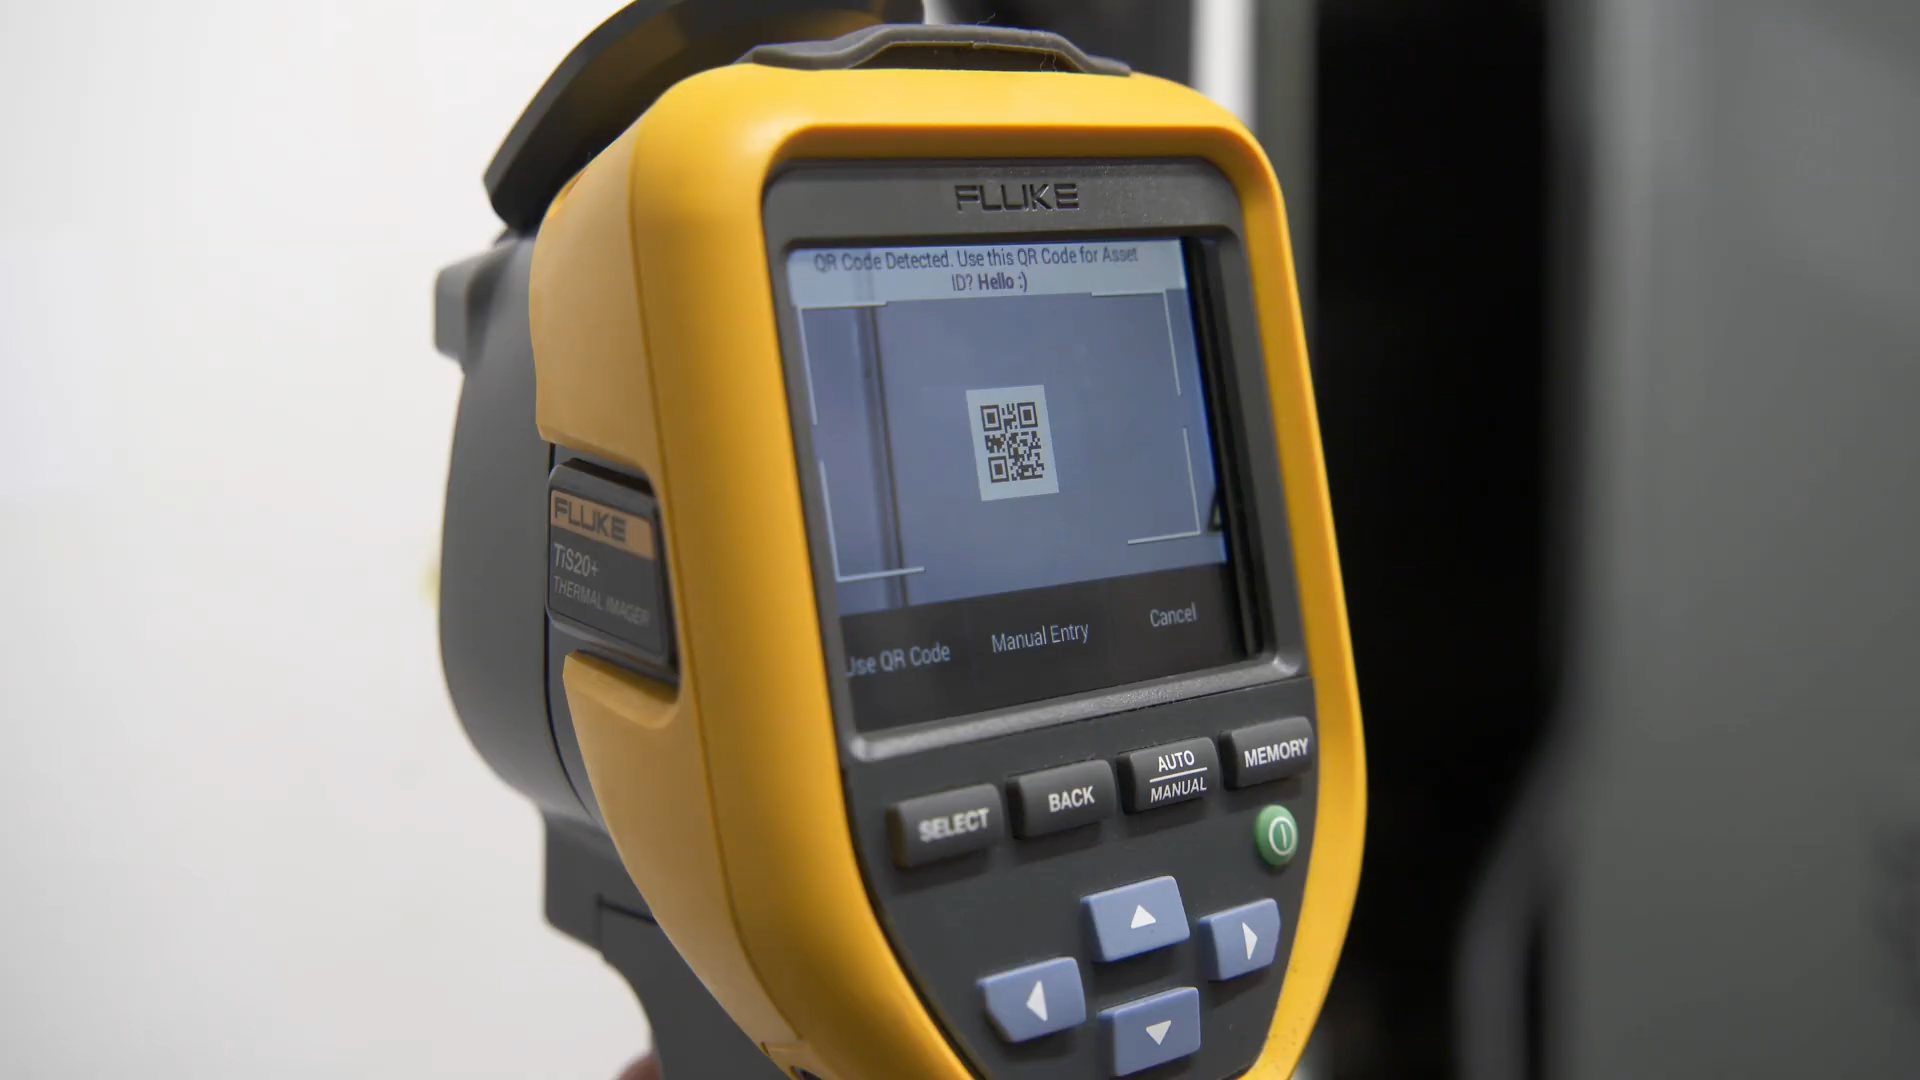 FLUKE
QR Code Detected. Use this QR Code for Asset
ID? Hello :)
Use QR Code
Manual Entry
Cancel
FLUKE
TiS20+
THERMAL IMAGER
SELECT
BACK
AUTO
MANUAL
MEMORY